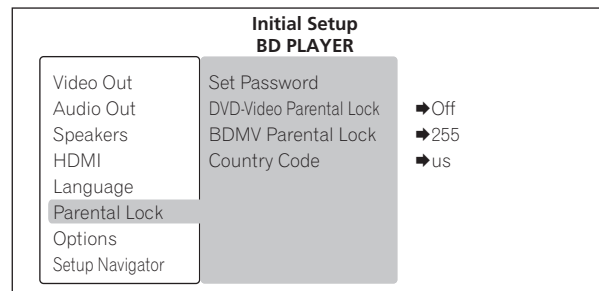 Initial Setup
BD PLAYER
Video Out
Audio Out
Speakers
HDMI
Language
Parental Lock
Options
Setup Navigator
Set Password
DVD-Video Parental Lock ➡Off
BDMV Parental Lock ➡255
Country Code ➡us